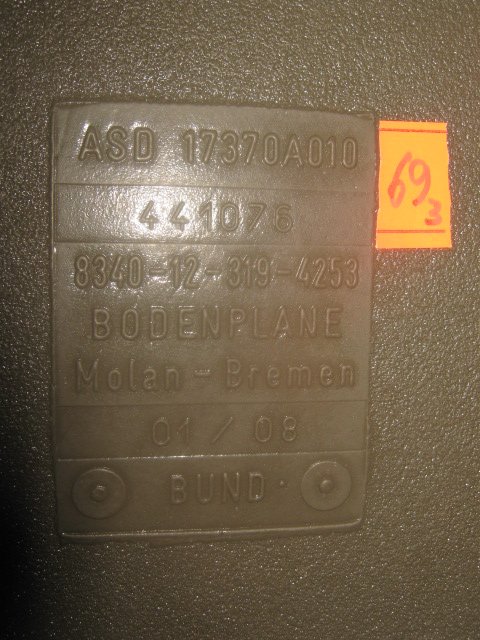 ASD 17370A010
441076
8340-12-319-4253
BODENPLANE
Molan-Bremen
01/08
BUND
69
3